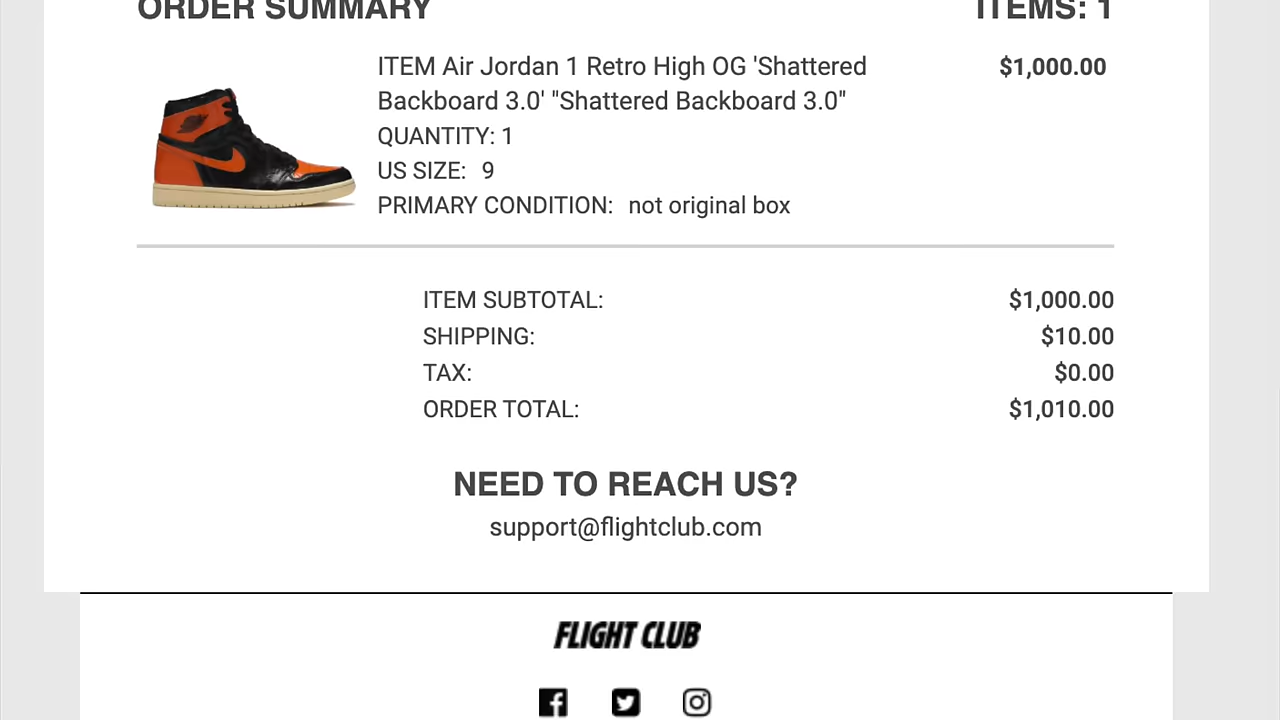 ORDER SUMMARY
ITEMS: 1
ITEM Air Jordan 1 Retro High OG 'Shattered
Backboard 3.0' "Shattered Backboard 3.0"
$1,000.00
QUANTITY: 1
US SIZE: 9
PRIMARY CONDITION: not original box
ITEM SUBTOTAL: $1,000.00
SHIPPING: $10.00
TAX: $0.00
ORDER TOTAL: $1,010.00
NEED TO REACH US?
support@flightclub.com
FLIGHT CLUB